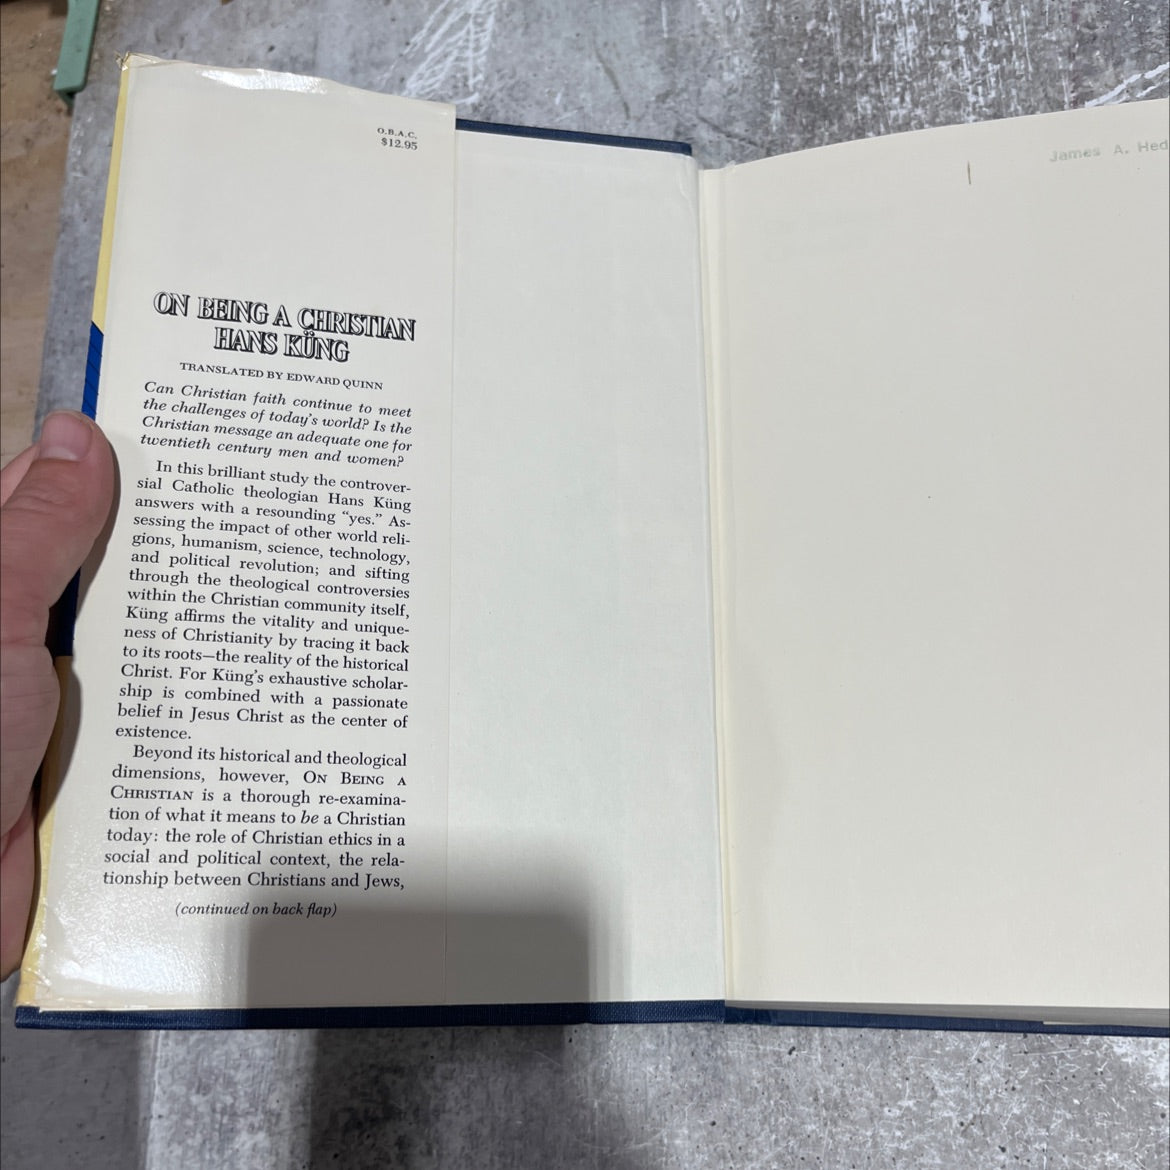 O.B.A.C.
$12.95
ON BEING A CHRISTIAN
HANS KÜNG
TRANSLATED BY EDWARD QUINN
Can Christian faith continue to meet
the challenges of today's world? Is the
Christian message an adequate one for
twentieth century men and women?
In this brilliant study the controver-
sial Catholic theologian Hans Küng
answers with a resounding "yes." As-
sessing the impact of other world reli-
gions, humanism, science, technology,
and political revolution; and sifting
through the theological controversies
within the Christian community itself,
Küng affirms the vitality and unique-
ness of Christianity by tracing it back
to its roots—the reality of the historical
Christ. For Küng's exhaustive scholar-
ship is combined with a passionate
belief in Jesus Christ as the center of
existence.
Beyond its historical and theological
dimensions, however, ON BEING A
CHRISTIAN is a thorough re-examina-
tion of what it means to be a Christian
today: the role of Christian ethics in a
social and political context, the rela-
tionship between Christians and Jews,
(continued on back flap)
James A. Hed